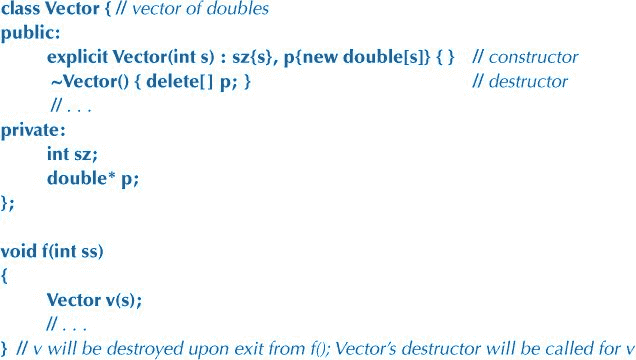 class Vector { // vector of doubles
public:
explicit Vector(int s) : sz{s}, p{new double[s]} { } // constructor
~Vector() { delete[] p; } // destructor
// . . .
private:
int sz;
double* p;
};
void f(int ss)
{
Vector v(s);
// . . .
} // v will be destroyed upon exit from f(); Vector's destructor will be called for v